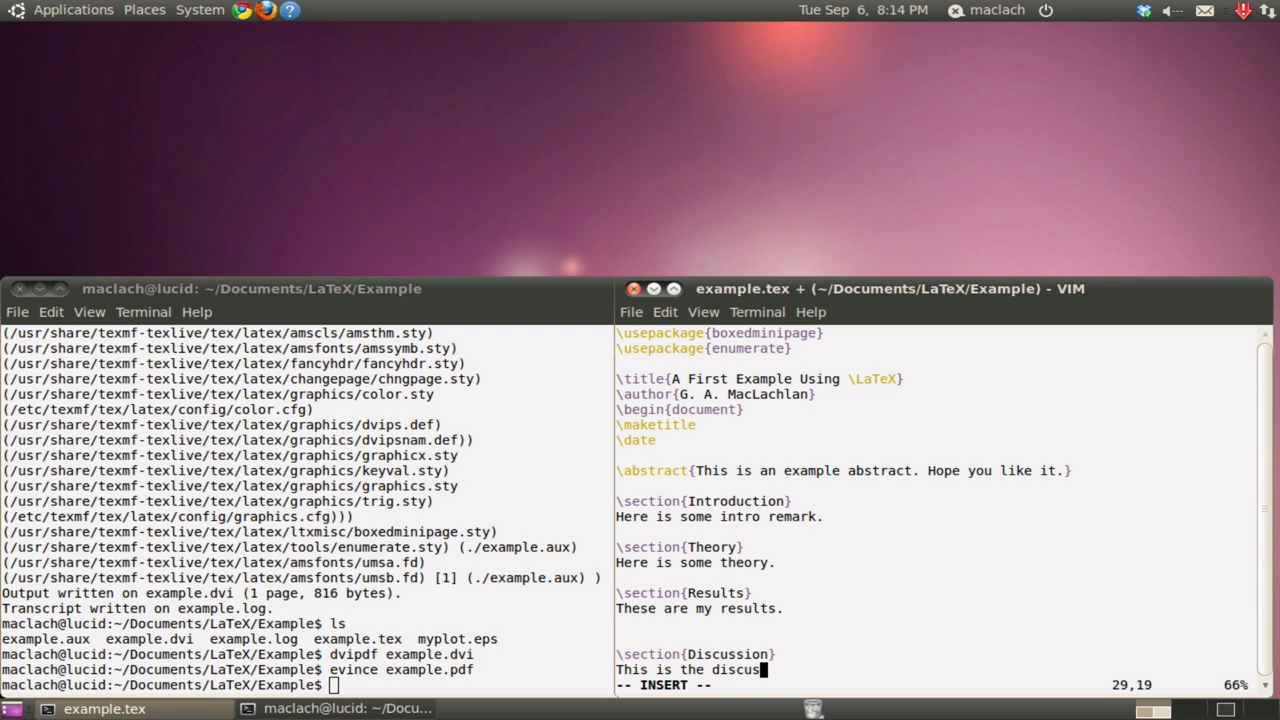 Applications Places System
Tue Sep 6, 8:14 PM maclach
maclach@lucid: ~/Documents/LaTeX/Example
File Edit View Terminal Help
(/usr/share/texmf-texlive/tex/latex/amscls/amsthm.sty)
(/usr/share/texmf-texlive/tex/latex/amsfonts/amssymb.sty)
(/usr/share/texmf-texlive/tex/latex/fancyhdr/fancyhdr.sty)
(/usr/share/texmf-texlive/tex/latex/changepage/chngpage.sty)
(/usr/share/texmf-texlive/tex/latex/graphics/color.sty
(/etc/texmf/tex/latex/config/color.cfg)
(/usr/share/texmf-texlive/tex/latex/graphics/dvips.def)
(/usr/share/texmf-texlive/tex/latex/graphics/dvipsnam.def))
(/usr/share/texmf-texlive/tex/latex/graphics/graphicx.sty
(/usr/share/texmf-texlive/tex/latex/graphics/keyval.sty)
(/usr/share/texmf-texlive/tex/latex/graphics/graphics.sty
(/usr/share/texmf-texlive/tex/latex/graphics/trig.sty)
(/etc/texmf/tex/latex/config/graphics.cfg)))
(/usr/share/texmf-texlive/tex/latex/ltxmisc/boxedminipage.sty)
(/usr/share/texmf-texlive/tex/latex/tools/enumerate.sty) (./example.aux)
(/usr/share/texmf-texlive/tex/latex/amsfonts/umsa.fd)
(/usr/share/texmf-texlive/tex/latex/amsfonts/umsb.fd) [1] (./example.aux) )
Output written on example.dvi (1 page, 816 bytes).
Transcript written on example.log.
maclach@lucid:~/Documents/LaTeX/Example$ ls
example.aux example.dvi example.log example.tex myplot.eps
maclach@lucid:~/Documents/LaTeX/Example$ dvipdf example.dvi
maclach@lucid:~/Documents/LaTeX/Example$ evince example.pdf
maclach@lucid:~/Documents/LaTeX/Example$
example.tex + (~/Documents/LaTeX/Example) - VIM
File Edit View Terminal Help
\usepackage{boxedminipage}
\usepackage{enumerate}
\title{A First Example Using \LaTeX}
\author{G. A. MacLachlan}
\begin{document}
\maketitle
\date
\abstract{This is an example abstract. Hope you like it.}
\section{Introduction}
Here is some intro remark.
\section{Theory}
Here is some theory.
\section{Results}
These are my results.
\section{Discussion}
This is the discus
-- INSERT -- 29,19 66%
example.tex
maclach@lucid: ~/Docu...